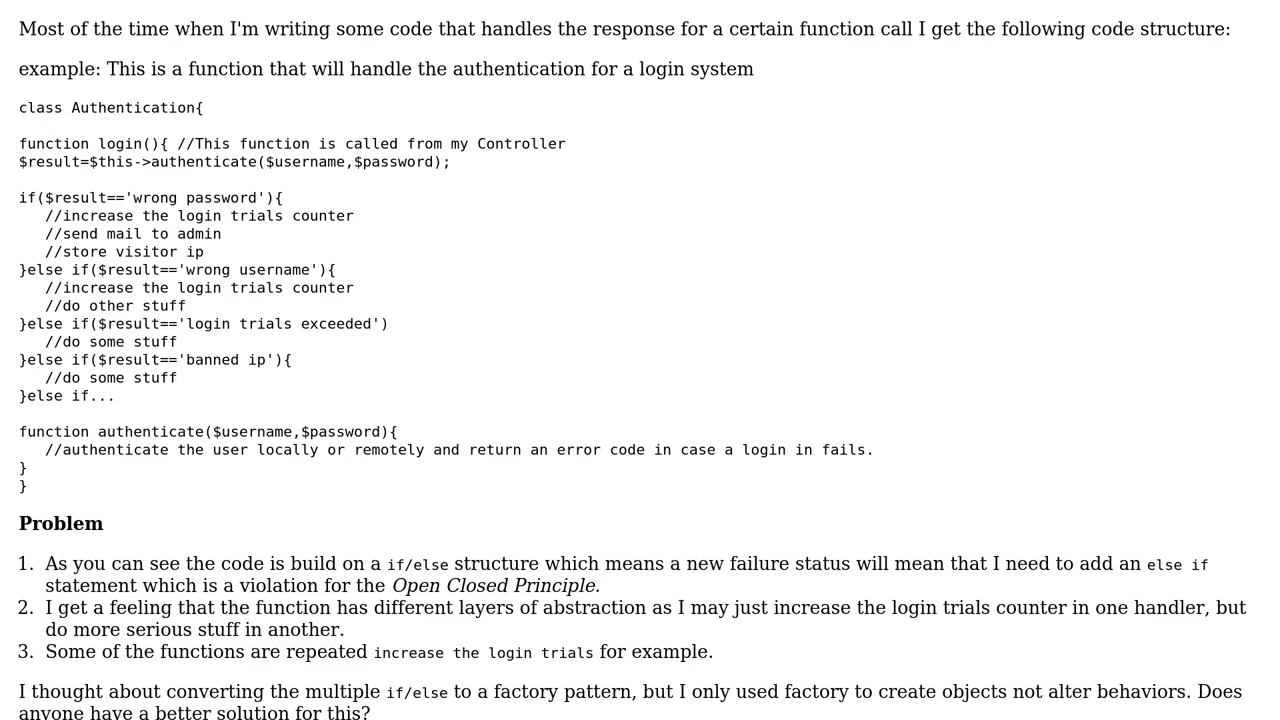 Most of the time when I'm writing some code that handles the response for a certain function call I get the following code structure:
example: This is a function that will handle the authentication for a login system
class Authentication{
function login(){ //This function is called from my Controller
$result=$this->authenticate($username,$password);
if($result=='wrong password'){
   //increase the login trials counter
   //send mail to admin
   //store visitor ip
}else if($result=='wrong username'){
   //increase the login trials counter
   //do other stuff
}else if($result=='login trials exceeded')
   //do some stuff
}else if($result=='banned ip'){
   //do some stuff
}else if...
function authenticate($username,$password){
   //authenticate the user locally or remotely and return an error code in case a login in fails.
}
}
Problem
1. As you can see the code is build on a if/else structure which means a new failure status will mean that I need to add an else if
statement which is a violation for the Open Closed Principle.
2. I get a feeling that the function has different layers of abstraction as I may just increase the login trials counter in one handler, but
do more serious stuff in another.
3. Some of the functions are repeated increase the login trials for example.
I thought about converting the multiple if/else to a factory pattern, but I only used factory to create objects not alter behaviors. Does
anyone have a better solution for this?